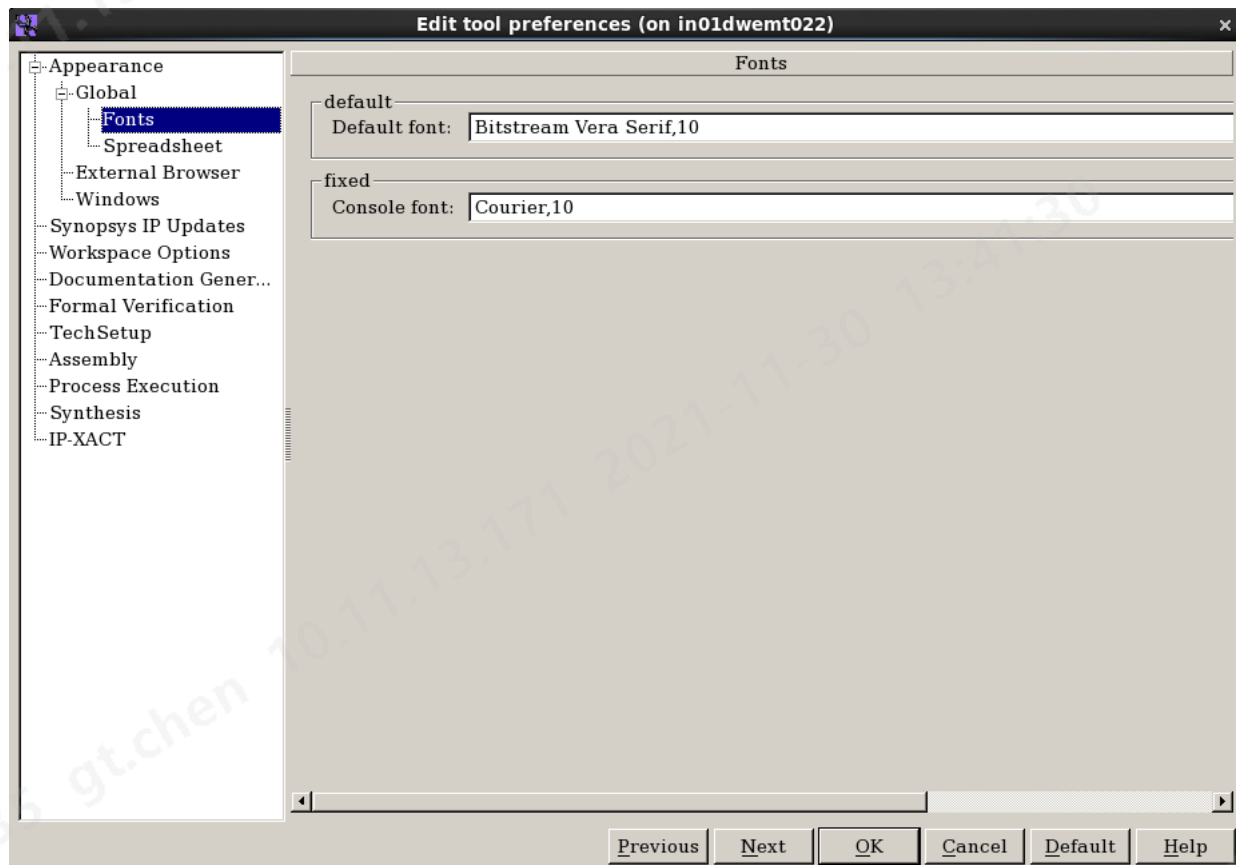 Edit tool preferences (on in01dwemt022)
Appearance
Global
Fonts
Spreadsheet
External Browser
Windows
Synopsys IP Updates
Workspace Options
Documentation Gener...
Formal Verification
TechSetup
Assembly
Process Execution
Synthesis
IP-XACT
Fonts
default
Default font: Bitstream Vera Serif,10
fixed
Console font: Courier,10
gt.chen 10.11.13.171 2021-11-30 13:41:30
Previous Next OK Cancel Default Help